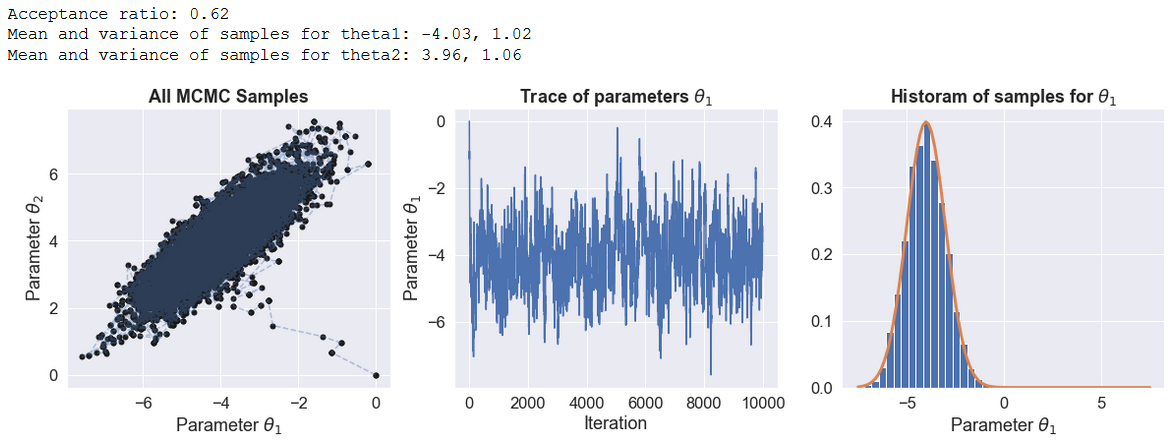 Acceptance ratio: 0.62
Mean and variance of samples for theta1: -4.03, 1.02
Mean and variance of samples for theta2: 3.96, 1.06
All MCMC Samples
Parameter θ₂
6
4
2
0
−6
−4
−2
0
Parameter θ₁
Trace of parameters θ₁
Parameter θ₁
0
−2
−4
−6
0
2000
4000
6000
8000
10000
Iteration
Historam of samples for θ₁
0.4
0.3
0.2
0.1
0.0
−5
0
5
Parameter θ₁